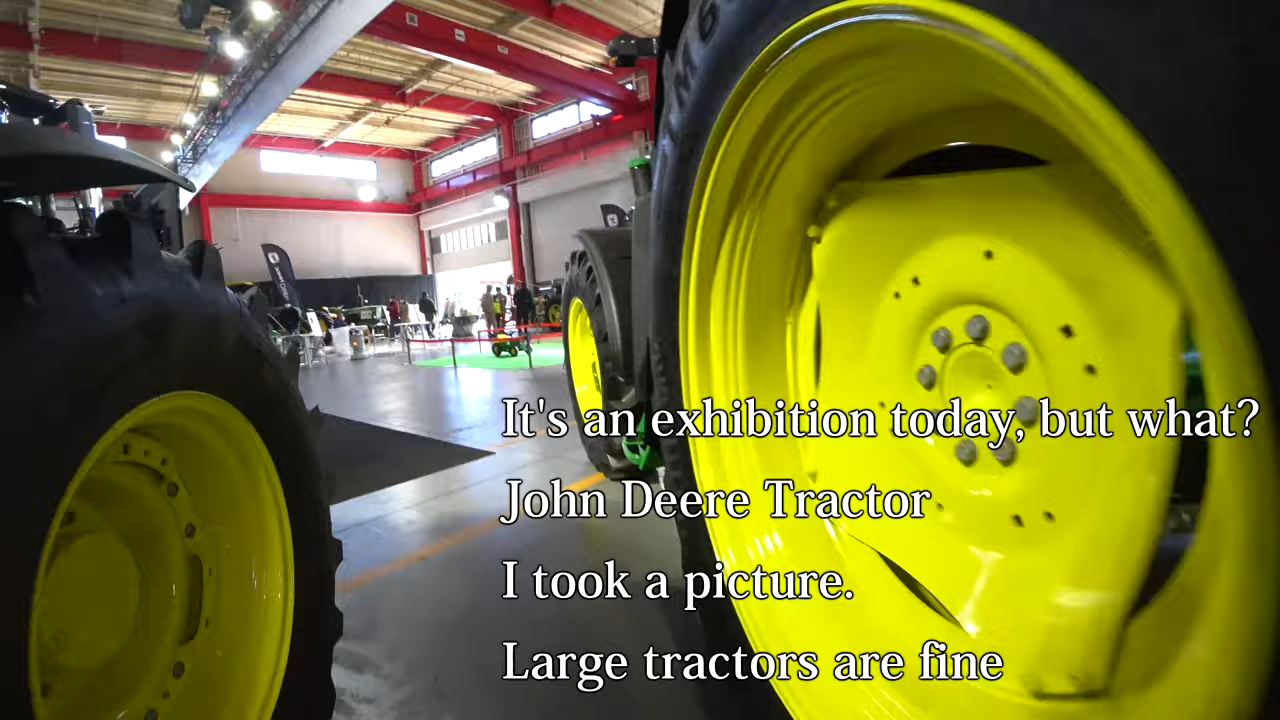 It's an exhibition today, but what?
John Deere Tractor
I took a picture.
Large tractors are fine